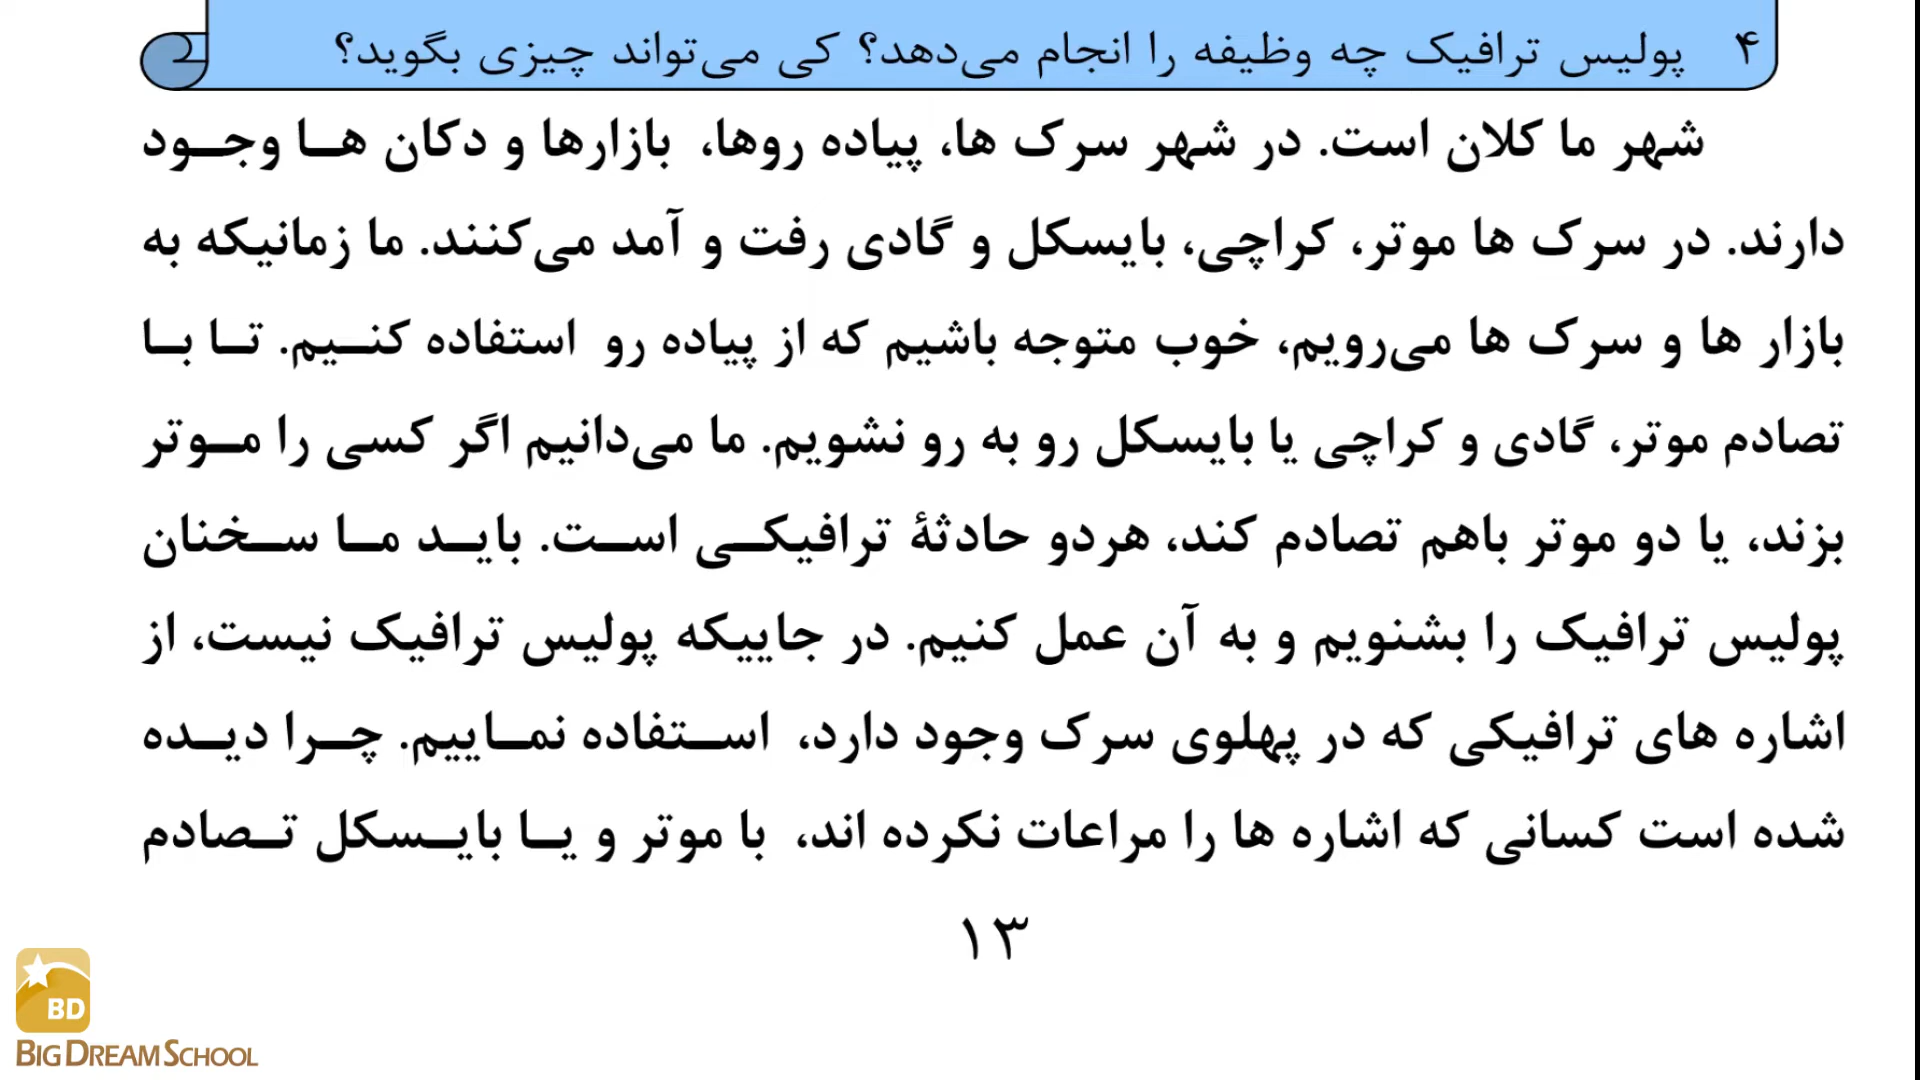 ۴ پولیس ترافیک چه وظیفه را انجام می‌دهد؟ کی می‌تواند چیزی بگوید؟
شهر ما کلان است. در شهر سرک ها، پیاده روها، بازارها و دکان هـا وجـود
دارند. در سرک ها موتر، کراچی، بایسکل و گادی رفت و آمد می‌کنند. ما زمانیکه به
بازار ها و سرک ها می‌رویم، خوب متوجه باشیم که از پیاده رو استفاده کنـیم. تـا بـا
تصادم موتر، گادی و کراچی یا بایسکل رو به رو نشویم. ما می‌دانیم اگر کسی را مـوتر
بزند، یا دو موتر باهم تصادم کند، هردو حادثۀ ترافیکـی اسـت. بایـد مـا سـخنان
پولیس ترافیک را بشنویم و به آن عمل کنیم. در جاییکه پولیس ترافیک نیست، از
اشاره های ترافیکی که در پهلوی سرک وجود دارد، اسـتفاده نمـاییم. چـرا دیـده
شده است کسانی که اشاره ها را مراعات نکرده اند، با موتر و یـا بایـسکل تـصادم
۱۳
BD
BIG DREAM SCHOOL